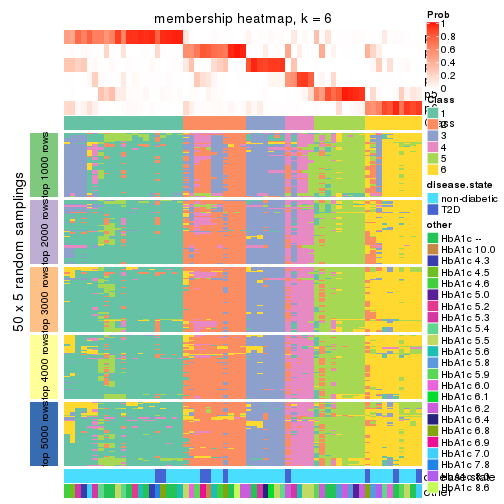 membership heatmap, k = 6
Prob
1
0.8
0.6
0.4
0.2
0
Class
1
2
3
4
5
6
disease.state
non-diabetic
T2D
other
HbA1c --
HbA1c 10.0
HbA1c 4.3
HbA1c 4.5
HbA1c 4.6
HbA1c 5.0
HbA1c 5.2
HbA1c 5.3
HbA1c 5.4
HbA1c 5.5
HbA1c 5.6
HbA1c 5.8
HbA1c 5.9
HbA1c 6.0
HbA1c 6.1
HbA1c 6.2
HbA1c 6.4
HbA1c 6.8
HbA1c 6.9
HbA1c 7.0
HbA1c 7.8
HbA1c 8.6
50 x 5 random samplings
top 1000 rows
top 2000 rows
top 3000 rows
top 4000 rows
top 5000 rows
other